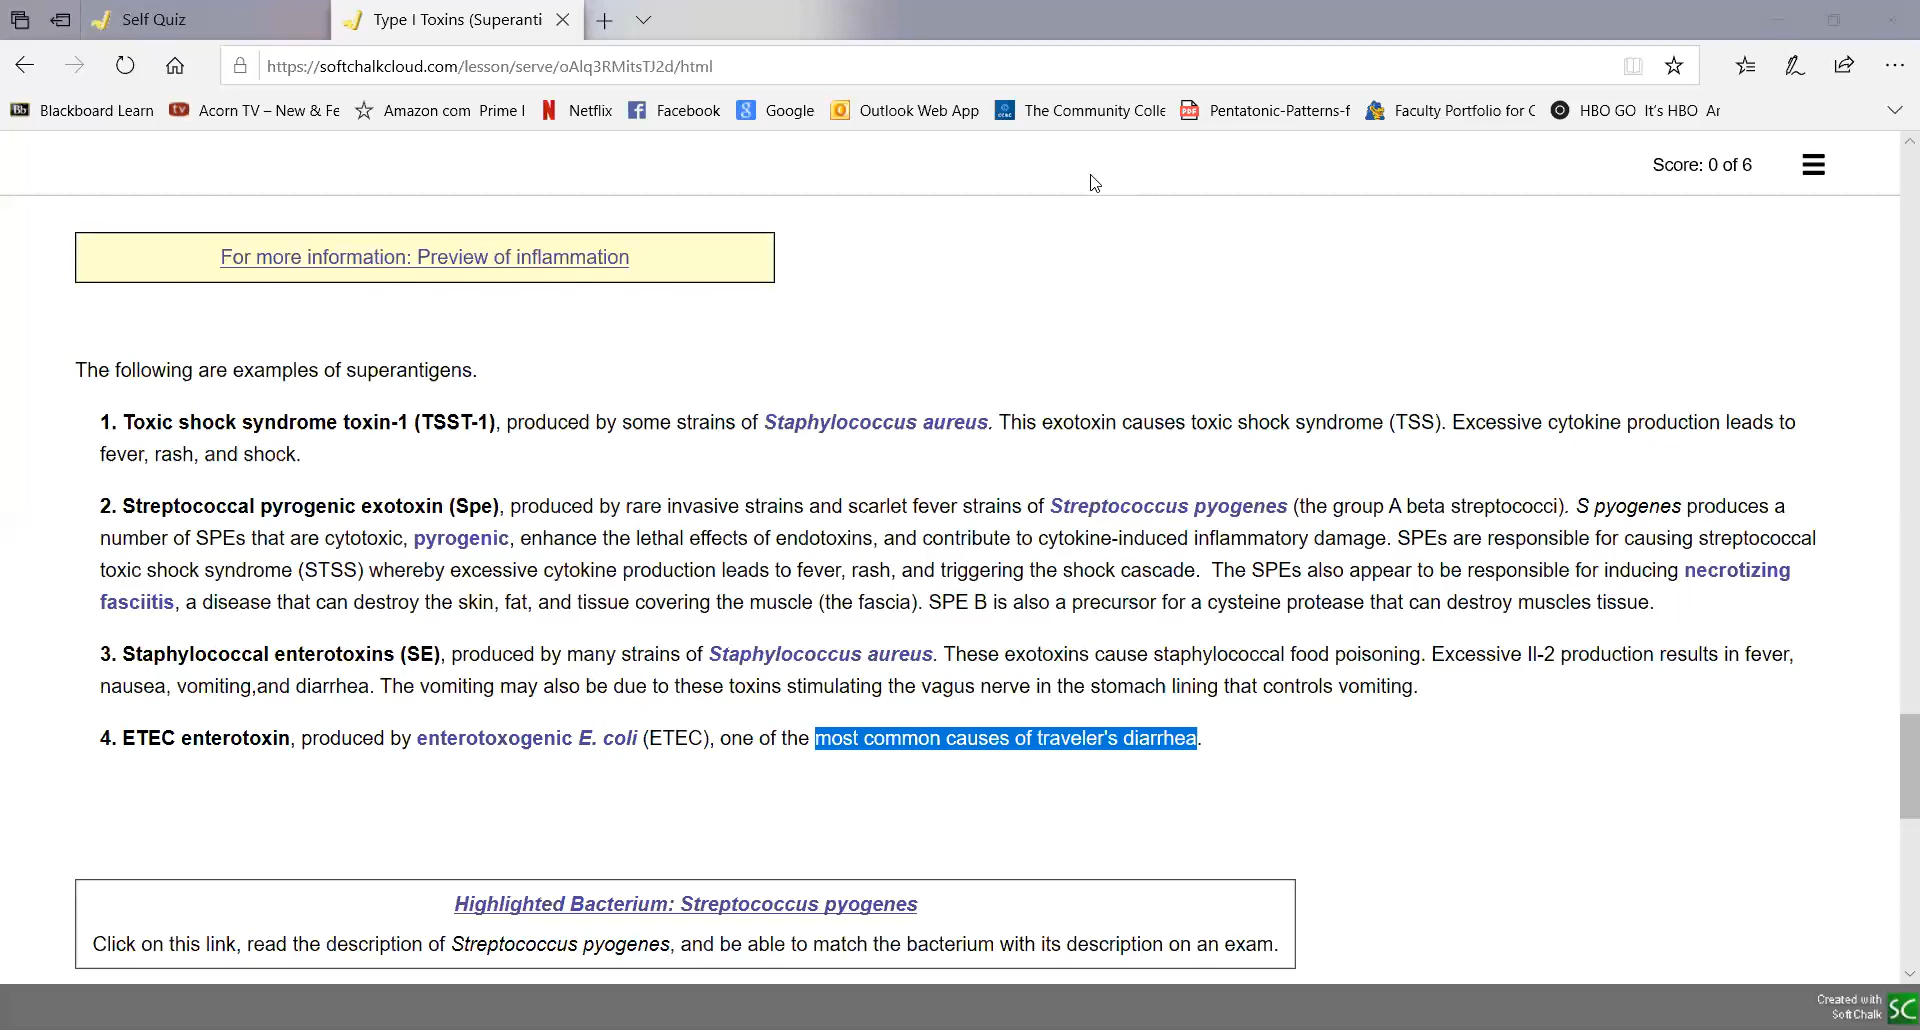 Self Quiz
Type I Toxins (Superanti
https://softchalkcloud.com/lesson/serve/oAlq3RMitsTJ2d/html
Bb Blackboard Learn tv Acorn TV – New & Fe Amazon com Prime I N Netflix f Facebook 8 Google O Outlook Web App CCBC The Community Colle PDF Pentatonic-Patterns-f Faculty Portfolio for C HBO GO It's HBO Ar
Score: 0 of 6
For more information: Preview of inflammation
The following are examples of superantigens.
1. Toxic shock syndrome toxin-1 (TSST-1), produced by some strains of Staphylococcus aureus. This exotoxin causes toxic shock syndrome (TSS). Excessive cytokine production leads to
fever, rash, and shock.
2. Streptococcal pyrogenic exotoxin (Spe), produced by rare invasive strains and scarlet fever strains of Streptococcus pyogenes (the group A beta streptococci). S pyogenes produces a
number of SPEs that are cytotoxic, pyrogenic, enhance the lethal effects of endotoxins, and contribute to cytokine-induced inflammatory damage. SPEs are responsible for causing streptococcal
toxic shock syndrome (STSS) whereby excessive cytokine production leads to fever, rash, and triggering the shock cascade. The SPEs also appear to be responsible for inducing necrotizing
fasciitis, a disease that can destroy the skin, fat, and tissue covering the muscle (the fascia). SPE B is also a precursor for a cysteine protease that can destroy muscles tissue.
3. Staphylococcal enterotoxins (SE), produced by many strains of Staphylococcus aureus. These exotoxins cause staphylococcal food poisoning. Excessive Il-2 production results in fever,
nausea, vomiting,and diarrhea. The vomiting may also be due to these toxins stimulating the vagus nerve in the stomach lining that controls vomiting.
4. ETEC enterotoxin, produced by enterotoxogenic E. coli (ETEC), one of the most common causes of traveler's diarrhea.
Highlighted Bacterium: Streptococcus pyogenes
Click on this link, read the description of Streptococcus pyogenes, and be able to match the bacterium with its description on an exam.
Created with
SoftChalk
SC